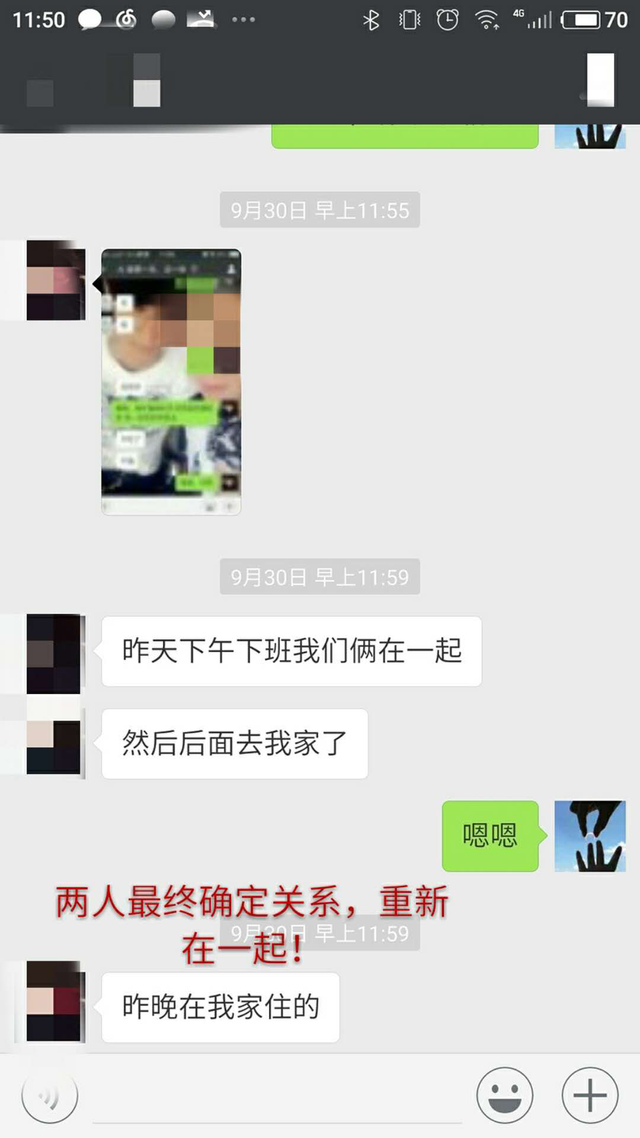 11:50
4G
70
9月30日 早上11:55
9月30日 早上11:59
昨天下午下班我们俩在一起
然后后面去我家了
嗯嗯
两人最终确定关系，重新
在一起！
9月30日 早上11:59
昨晚在我家住的